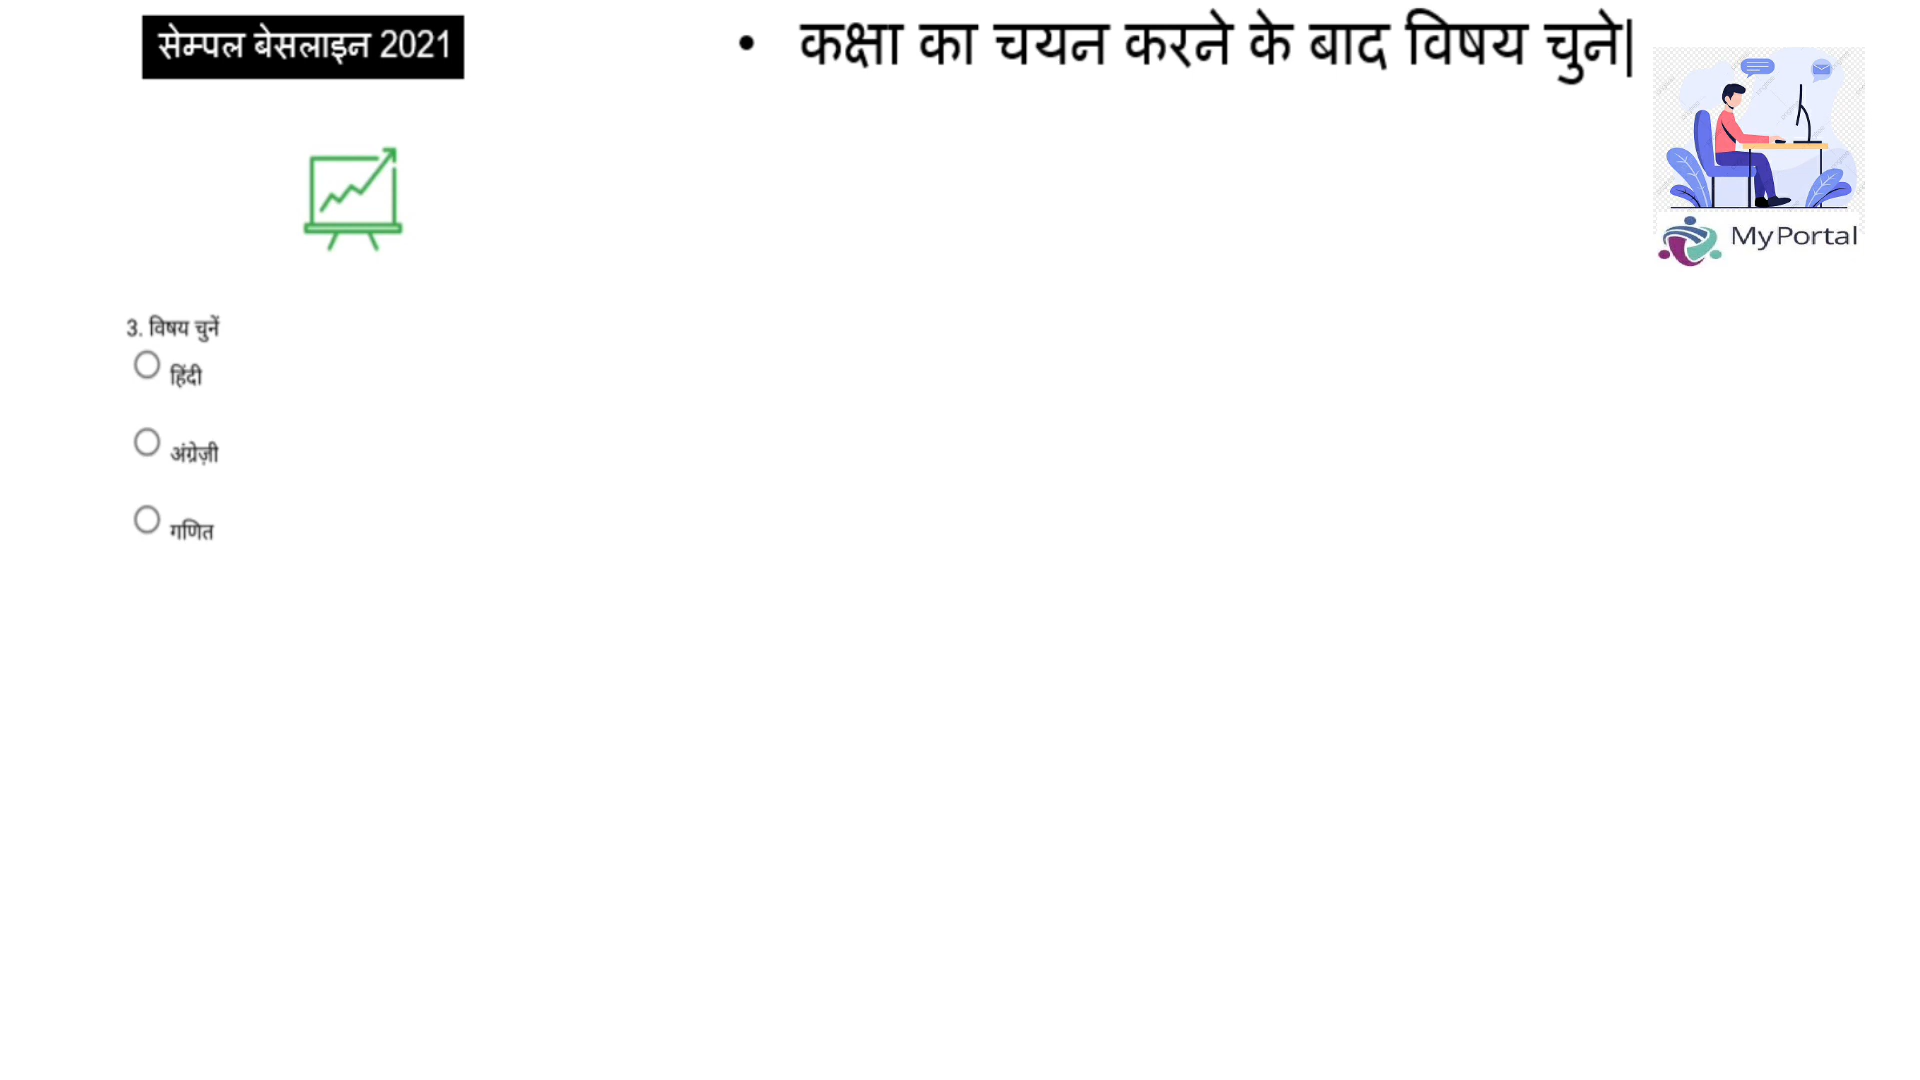 सेम्पल बेसलाइन 2021
• कक्षा का चयन करने के बाद विषय चुने|
MyPortal
3. विषय चुनें
हिंदी
अंग्रेज़ी
गणित